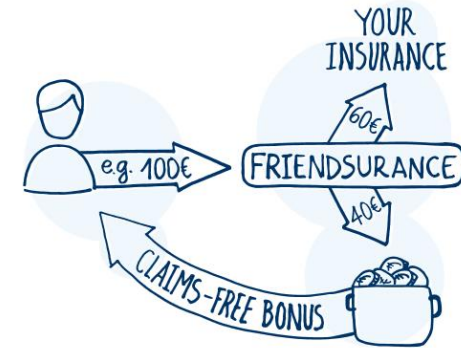 YOUR
INSURANCE
60€
e.g. 100€
FRIENDSURANCE
40€
CLAIMS-FREE BONUS